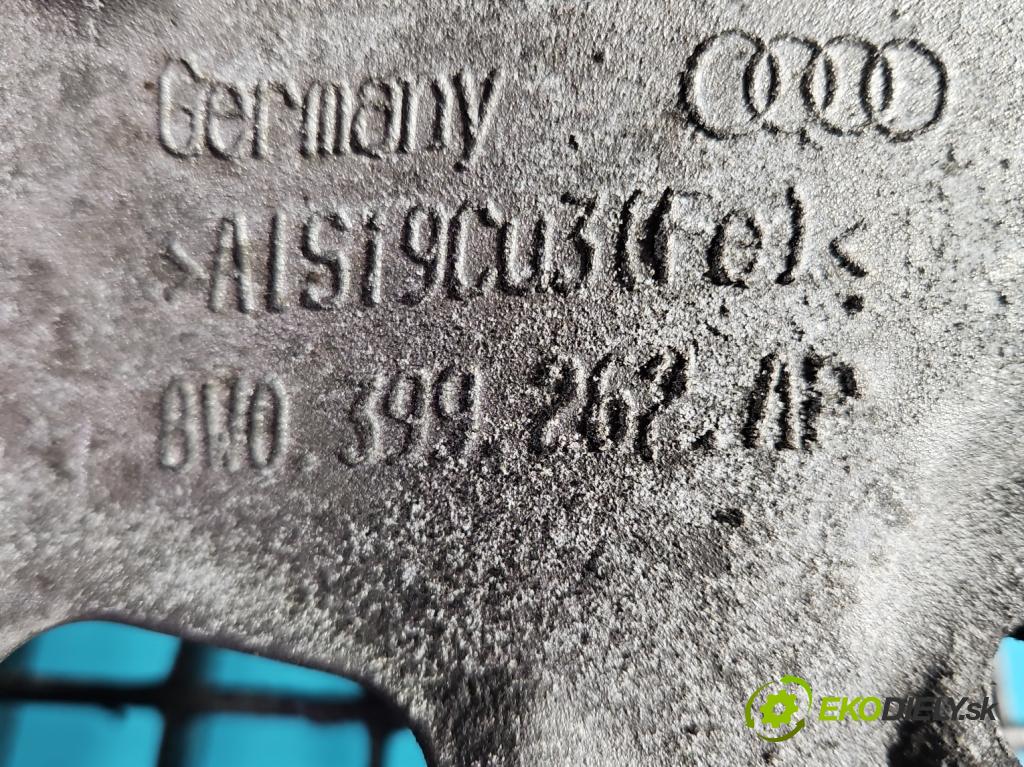 Germany
>AlSi9Cu3(Fe)<
8W0.399.262.AP
EKODIELY.sk